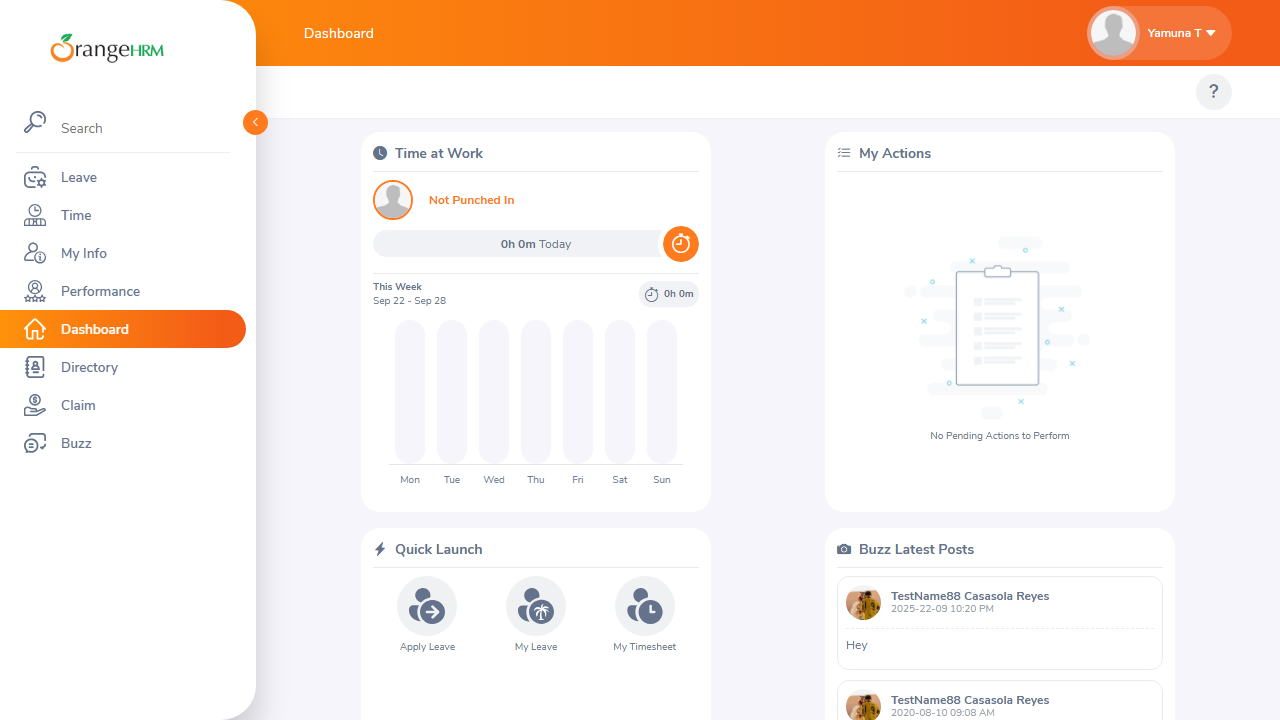 OrangeHRM
Dashboard
Yamuna T
?
Search
Leave
Time
My Info
Performance
Dashboard
Directory
Claim
Buzz
Time at Work
Not Punched In
0h 0m Today
This Week
Sep 22 - Sep 28
0h 0m
Mon Tue Wed Thu Fri Sat Sun
My Actions
No Pending Actions to Perform
Quick Launch
Apply Leave
My Leave
My Timesheet
Buzz Latest Posts
TestName88 Casasola Reyes
2025-22-09 10:20 PM
Hey
TestName88 Casasola Reyes
2020-08-10 09:08 AM